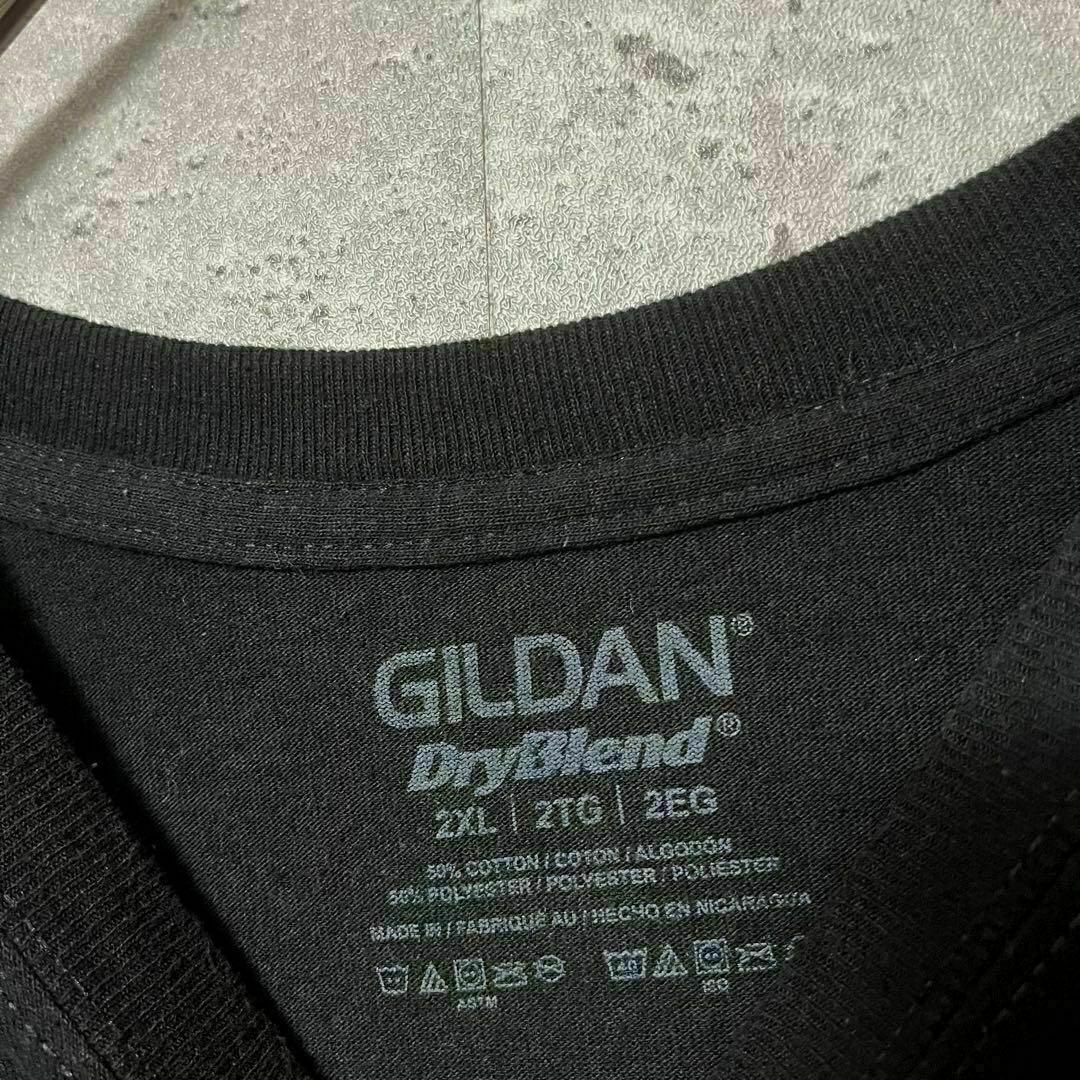 GILDAN®
DryBlend®
2XL | 2TG | 2EG
50% COTTON / COTON / ALGODÓN
50% POLYESTER / POLYESTER / POLIÉSTER
MADE IN / FABRIQUÉ AU / HECHO EN NICARAGUA
40
ASTM
ISO